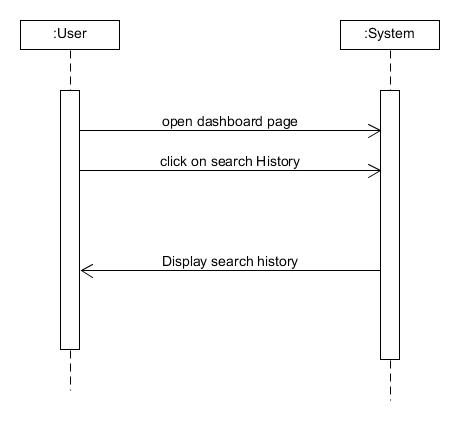 :User
:System
open dashboard page
click on search History
Display search history